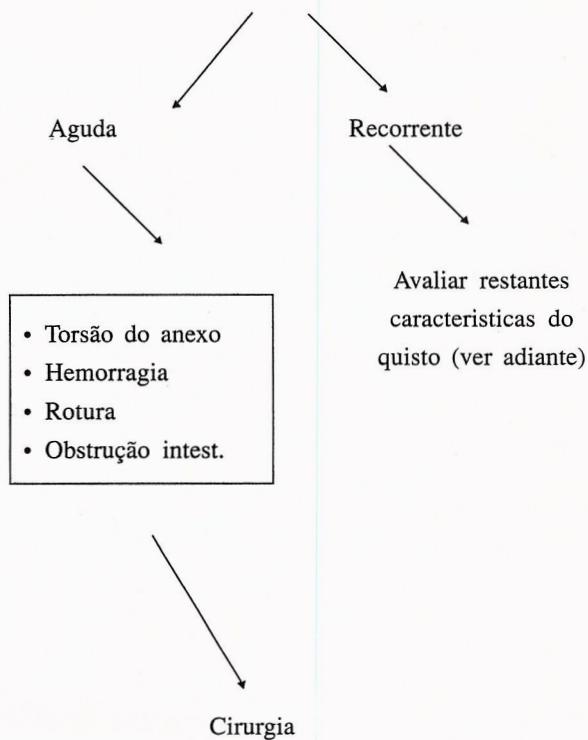 Aguda
Recorrente
Avaliar restantes
caracteristicas do
quisto (ver adiante)
• Torsão do anexo
• Hemorragia
• Rotura
• Obstrução intest.
Cirurgia